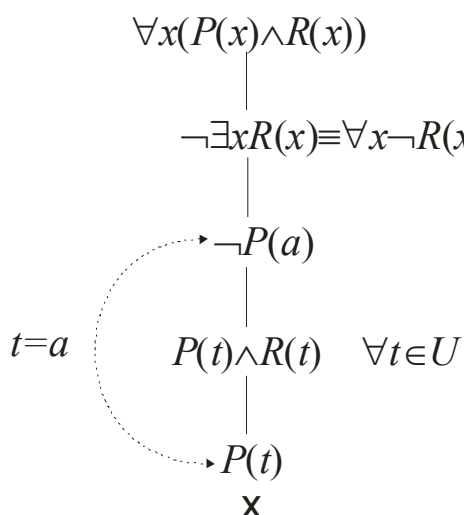 ∀x(P(x)∧R(x))
¬∃xR(x)≡∀x¬R(x
¬P(a)
t=a
P(t)∧R(t) ∀t∈U
P(t)
x